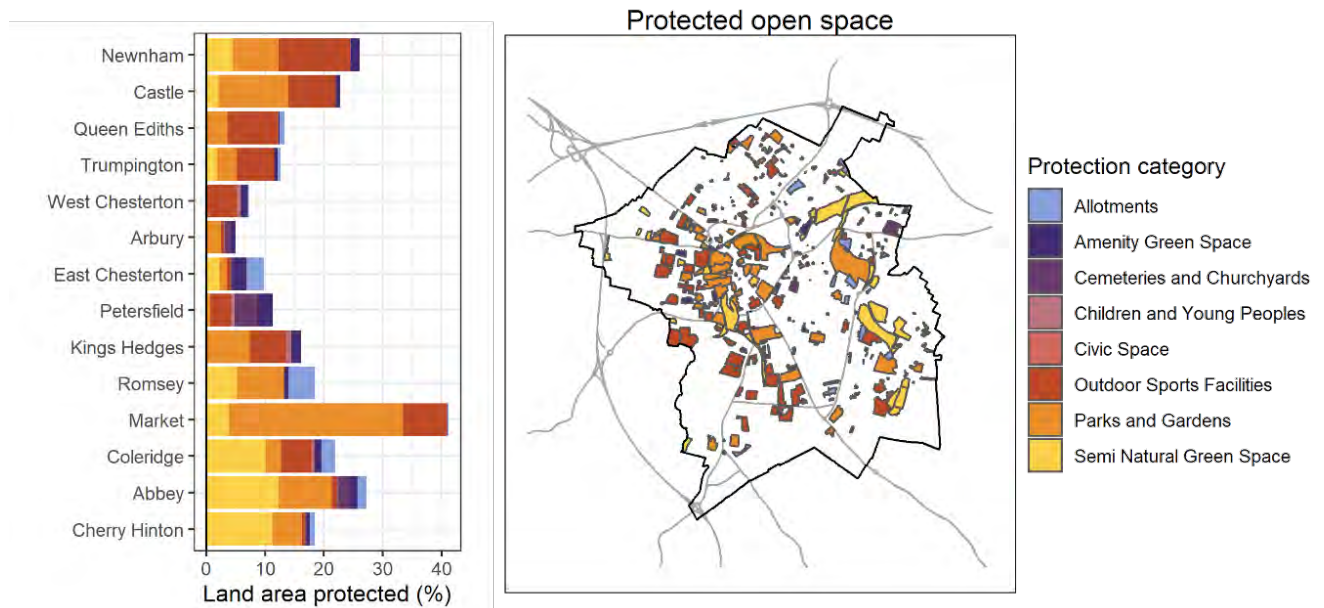 Protected open space
Newnham
Castle
Queen Ediths
Trumpington
West Chesterton
Arbury
East Chesterton
Petersfield
Kings Hedges
Romsey
Market
Coleridge
Abbey
Cherry Hinton
0 10 20 30 40
Land area protected (%)
Protection category
Allotments
Amenity Green Space
Cemeteries and Churchyards
Children and Young Peoples
Civic Space
Outdoor Sports Facilities
Parks and Gardens
Semi Natural Green Space